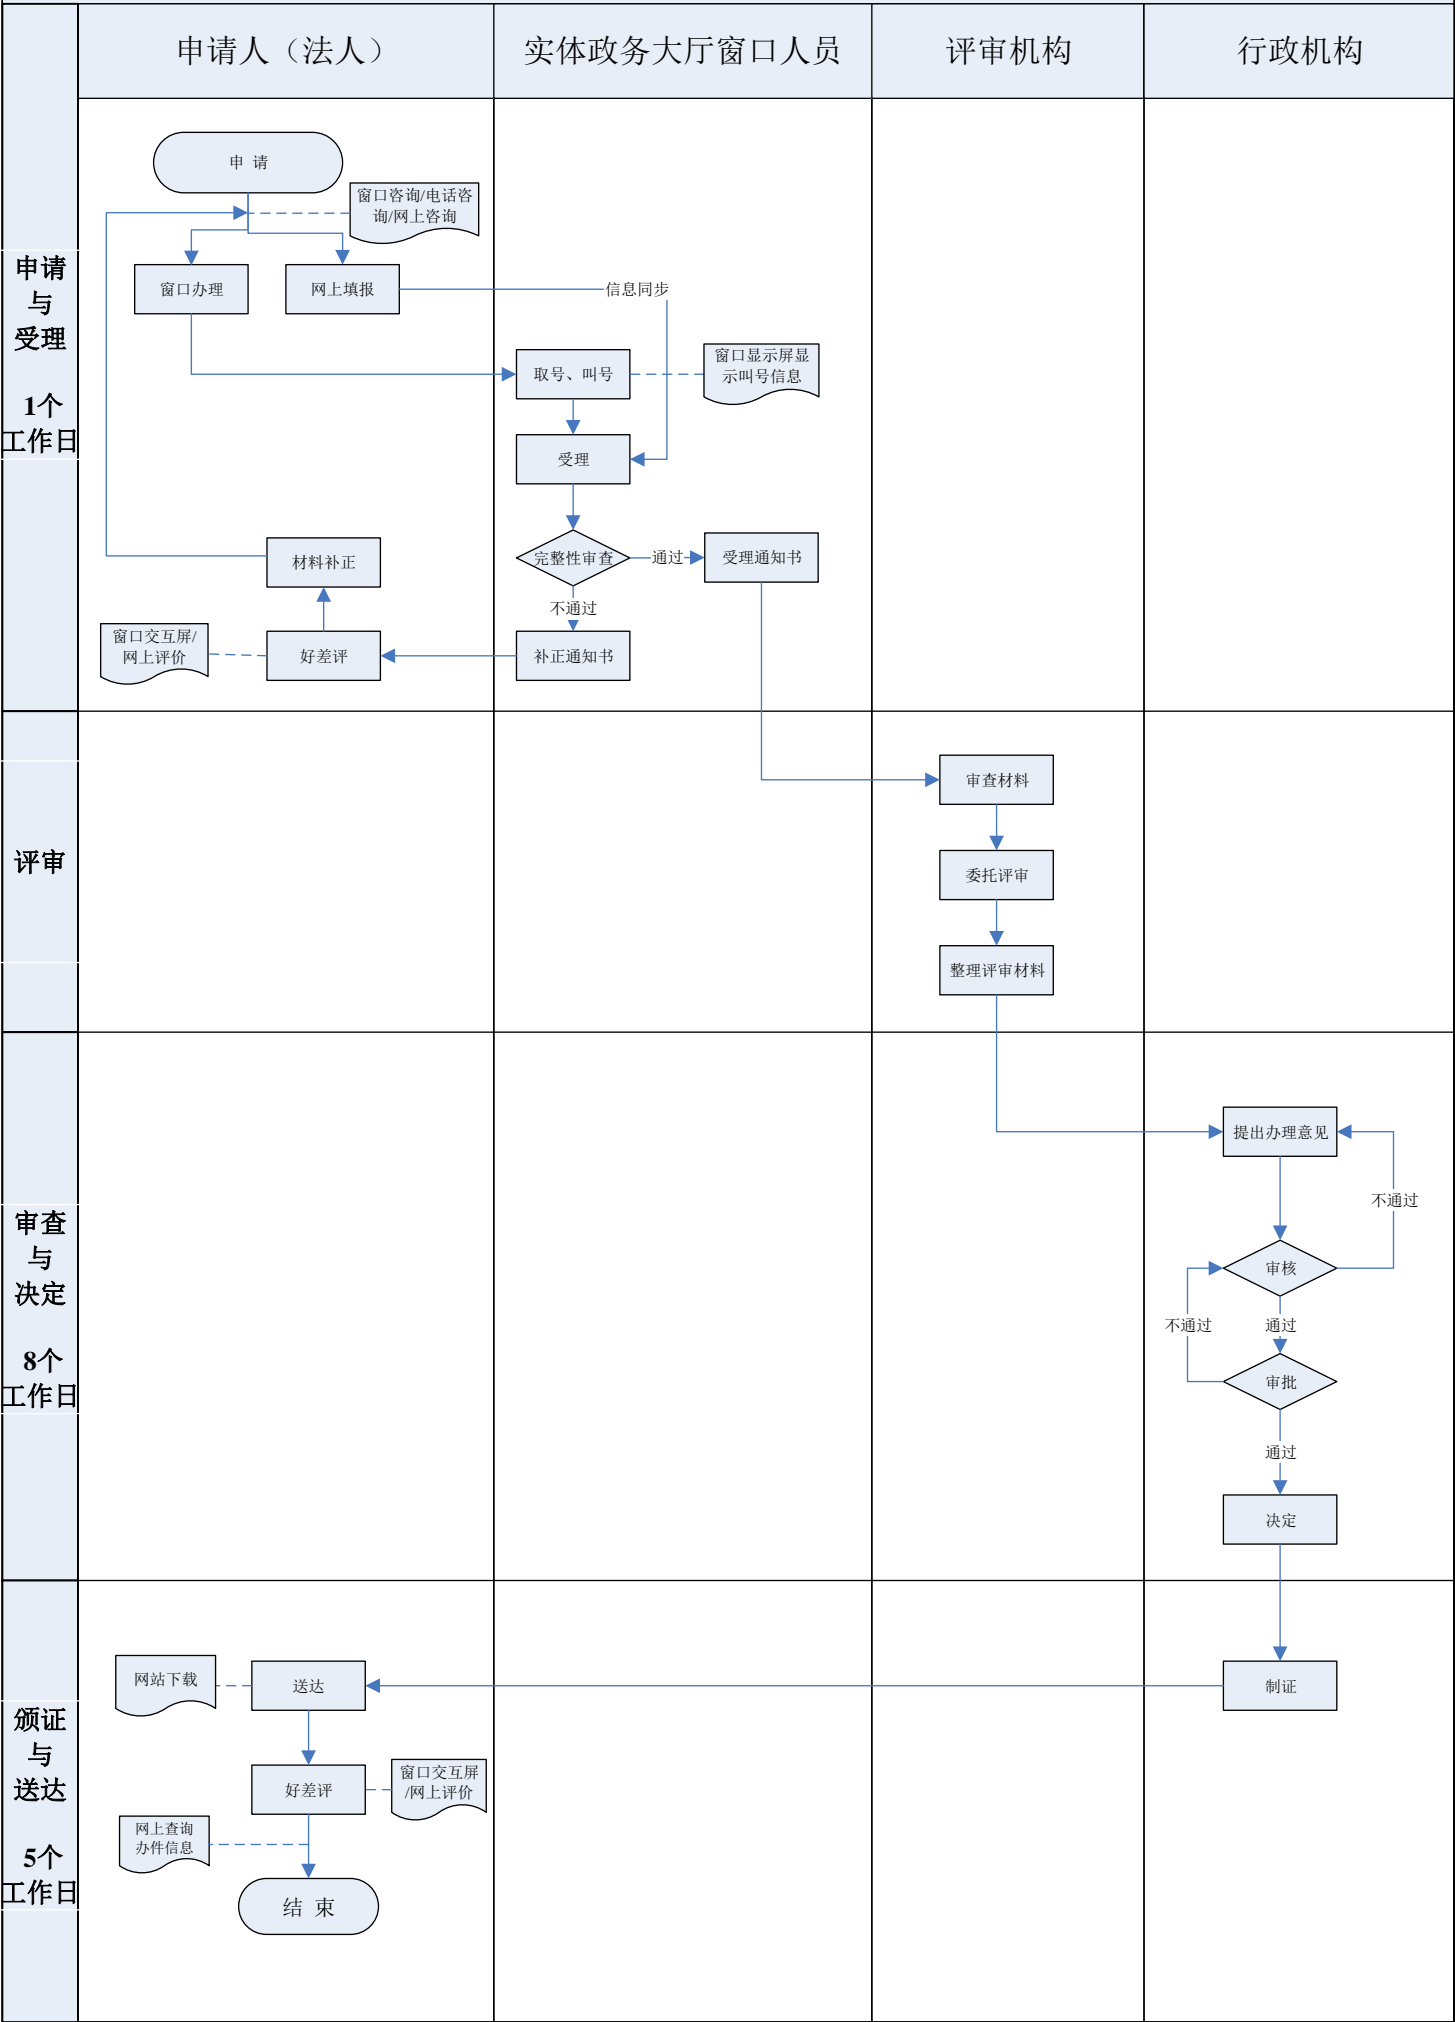 申请人（法人）
实体政务大厅窗口人员
评审机构
行政机构
申请
与
受理
1个
工作日
申 请
窗口咨询/电话咨
询/网上咨询
窗口办理
网上填报
信息同步
取号、叫号
窗口显示屏显
示叫号信息
受理
完整性审查
通过
受理通知书
材料补正
不通过
窗口交互屏/
网上评价
好差评
补正通知书
评审
审查材料
委托评审
整理评审材料
审查
与
决定
8个
工作日
提出办理意见
不通过
审核
不通过
通过
审批
通过
决定
颁证
与
送达
5个
工作日
网站下载
送达
制证
好差评
窗口交互屏
/网上评价
网上查询
办件信息
结 束